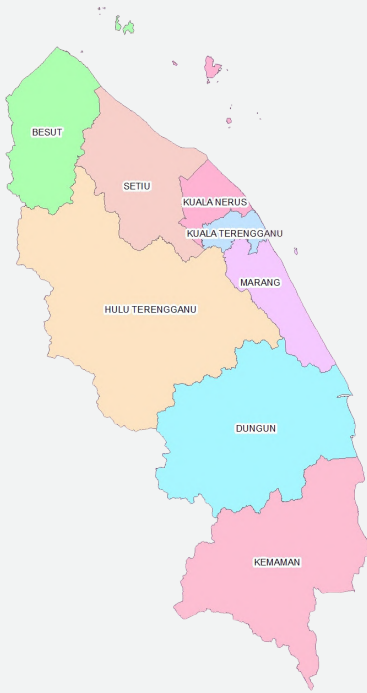 BESUT
SETIU
KUALA NERUS
KUALA TERENGGANU
MARANG
HULU TERENGGANU
DUNGUN
KEMAMAN